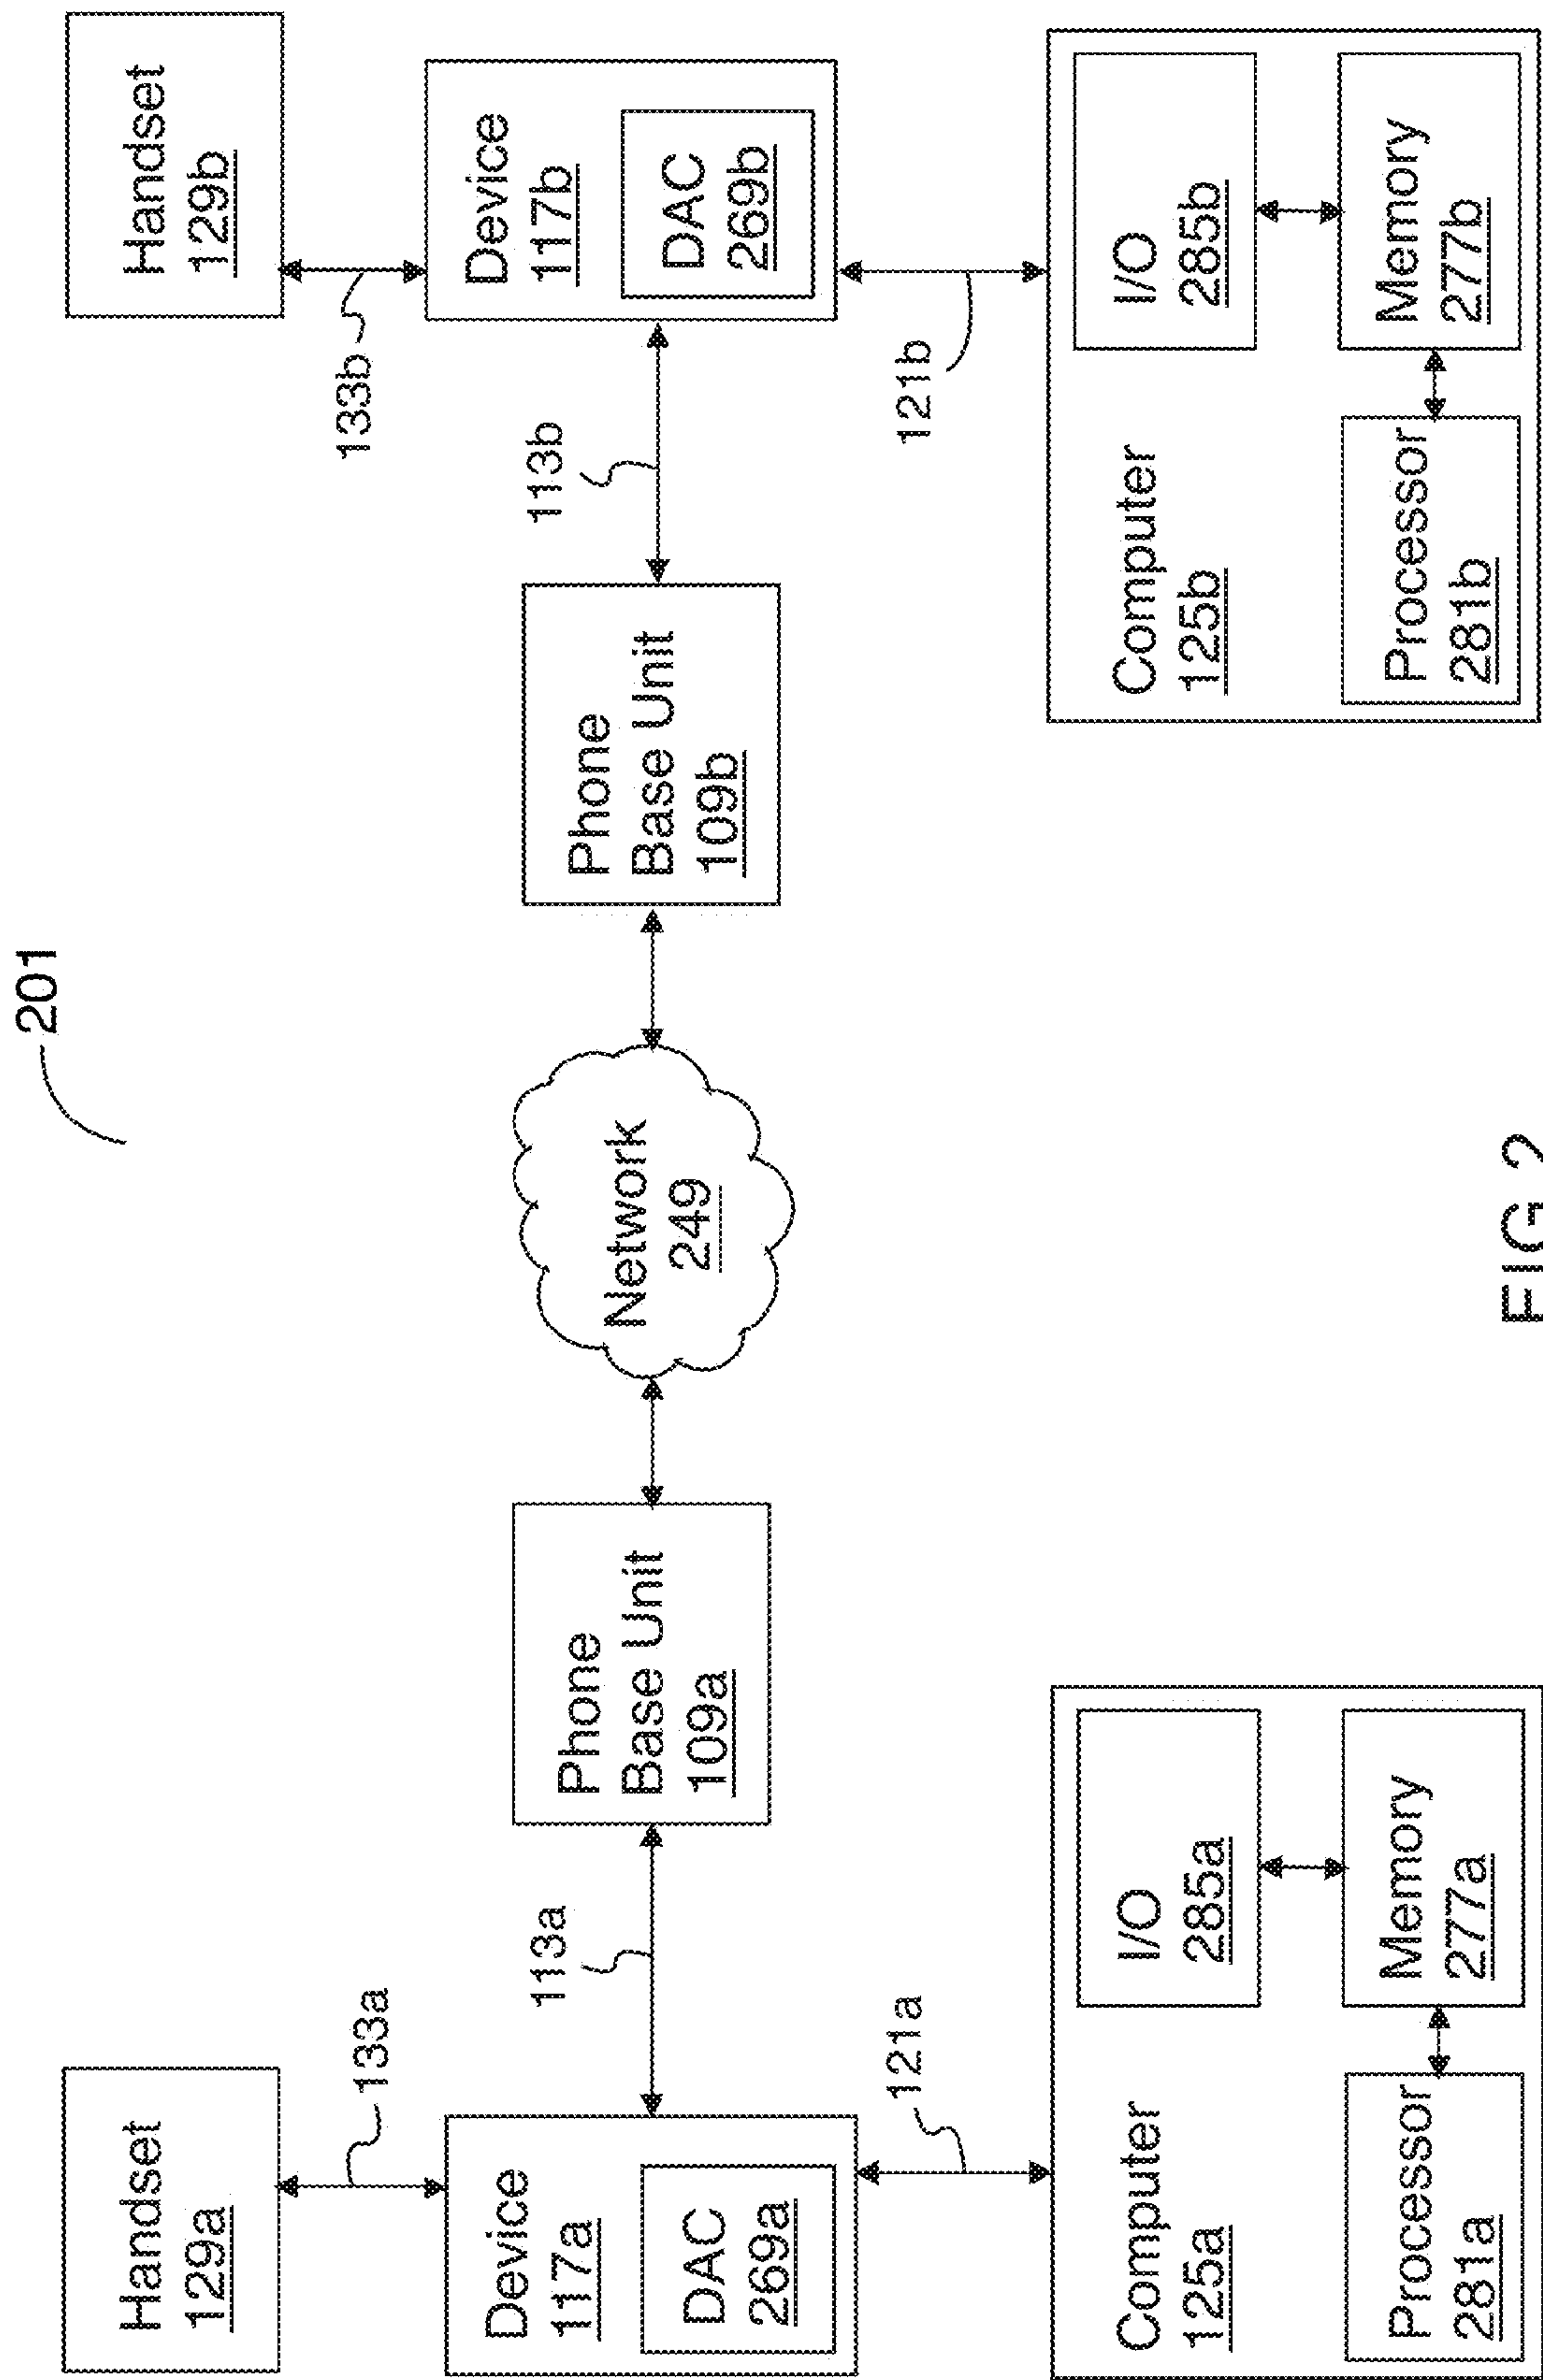 201
Handset
129a
133a
Device
117a
DAC
269a
113a
121a
Computer
125a
I/O
285a
Processor
281a
Memory
277a
Phone
Base Unit
109a
Network
249
Phone
Base Unit
109b
113b
Handset
129b
133b
Device
117b
DAC
269b
121b
Computer
125b
I/O
285b
Processor
281b
Memory
277b
FIG 2